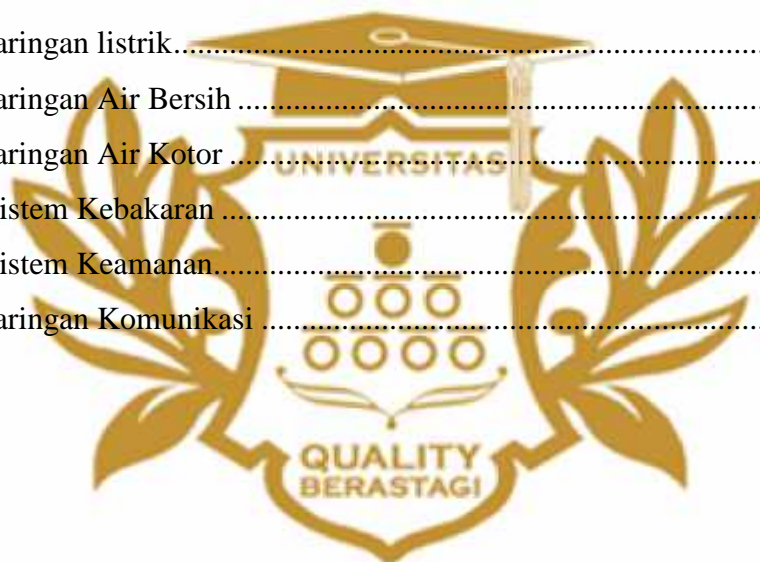 aringan listrik..........................................................................
aringan Air Bersih ..................................................................
aringan Air Kotor ...................................................................
UNIVERSITAS
istem Kebakaran ....................................................................
istem Keamanan......................................................................
aringan Komunikasi ..............................................................
QUALITY
BERASTAGI